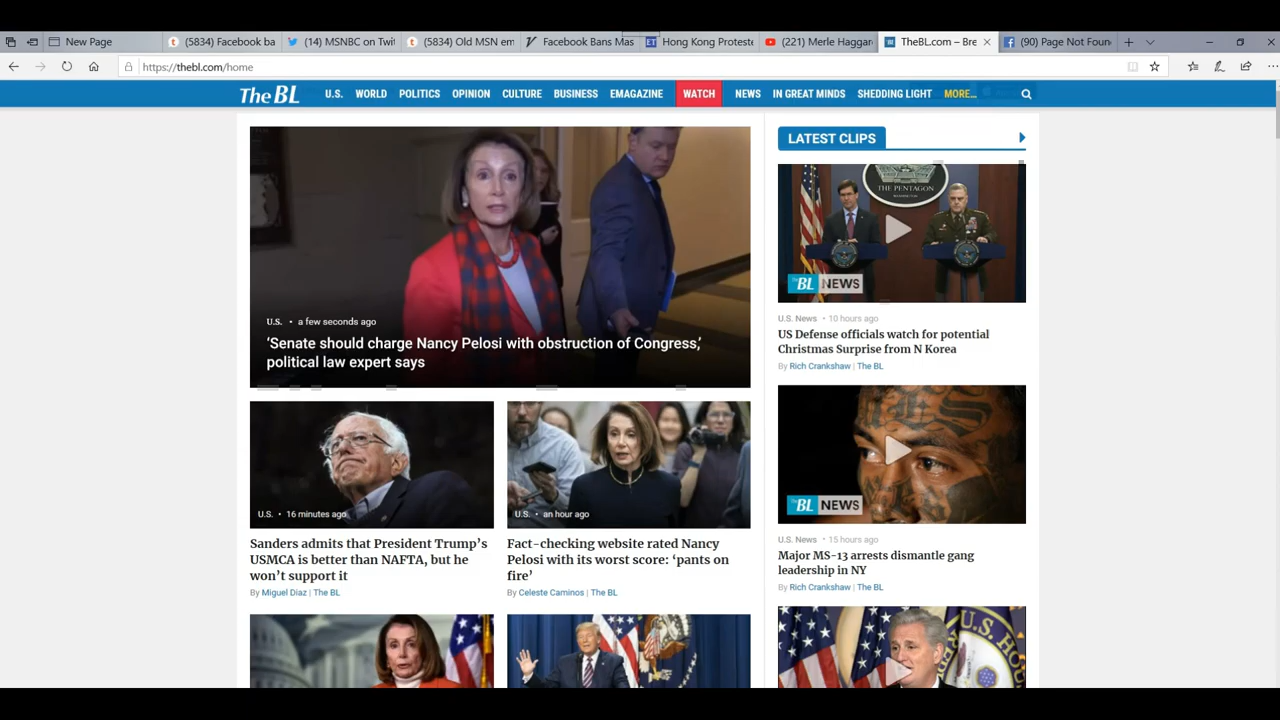 New Page
(5834) Facebook ba
(14) MSNBC on Twi
(5834) Old MSN em
Facebook Bans Mas
Hong Kong Proteste
(221) Merle Haggar
TheBL.com – Bre
(90) Page Not Foun
https://thebl.com/home
The BL
U.S.
WORLD
POLITICS
OPINION
CULTURE
BUSINESS
EMAGAZINE
WATCH
NEWS
IN GREAT MINDS
SHEDDING LIGHT
MORE...
U.S. • a few seconds ago
'Senate should charge Nancy Pelosi with obstruction of Congress,'
political law expert says
U.S. • 16 minutes ago
Sanders admits that President Trump's
USMCA is better than NAFTA, but he
won't support it
By Miguel Diaz | The BL
U.S. • an hour ago
Fact-checking website rated Nancy
Pelosi with its worst score: 'pants on
fire'
By Celeste Caminos | The BL
LATEST CLIPS
THE PENTAGON
The BL NEWS
U.S. News • 10 hours ago
US Defense officials watch for potential
Christmas Surprise from N Korea
By Rich Crankshaw | The BL
The BL NEWS
U.S. News • 15 hours ago
Major MS-13 arrests dismantle gang
leadership in NY
By Rich Crankshaw | The BL
U.S. HO